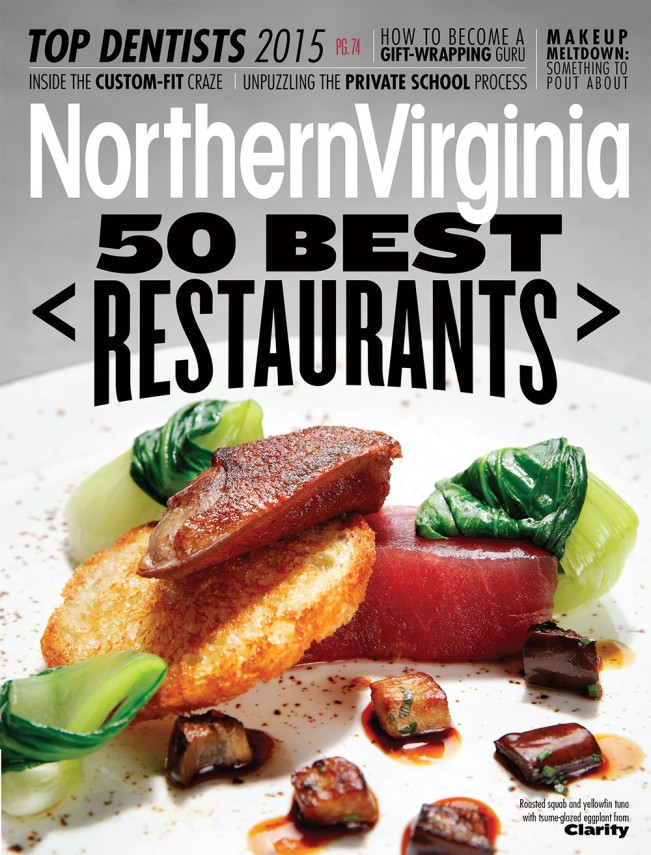 TOP DENTISTS 2015 PG. 74
HOW TO BECOME A
GIFT-WRAPPING GURU
MAKEUP
MELTDOWN:
SOMETHING TO
POUT ABOUT
INSIDE THE CUSTOM-FIT CRAZE
UNPUZZLING THE PRIVATE SCHOOL PROCESS
NorthernVirginia
50 BEST
<RESTAURANTS>
Roasted squab and yellowfin tuna
with tsume-glazed eggplant from
Clarity